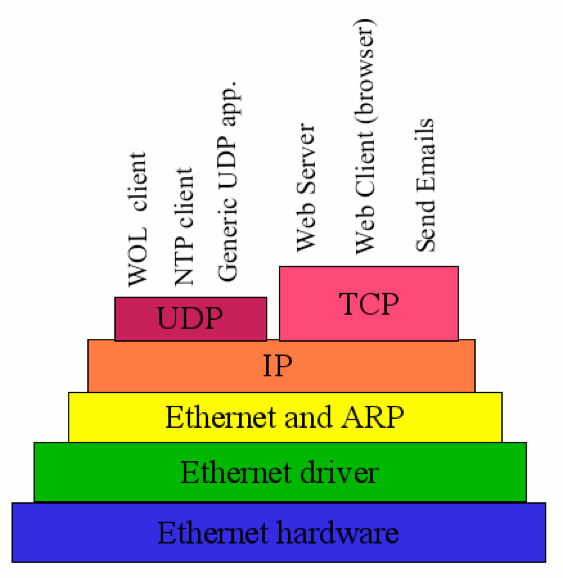 WOL client
NTP client
Generic UDP app.
Web Server
Web Client (browser)
Send Emails
UDP
TCP
IP
Ethernet and ARP
Ethernet driver
Ethernet hardware